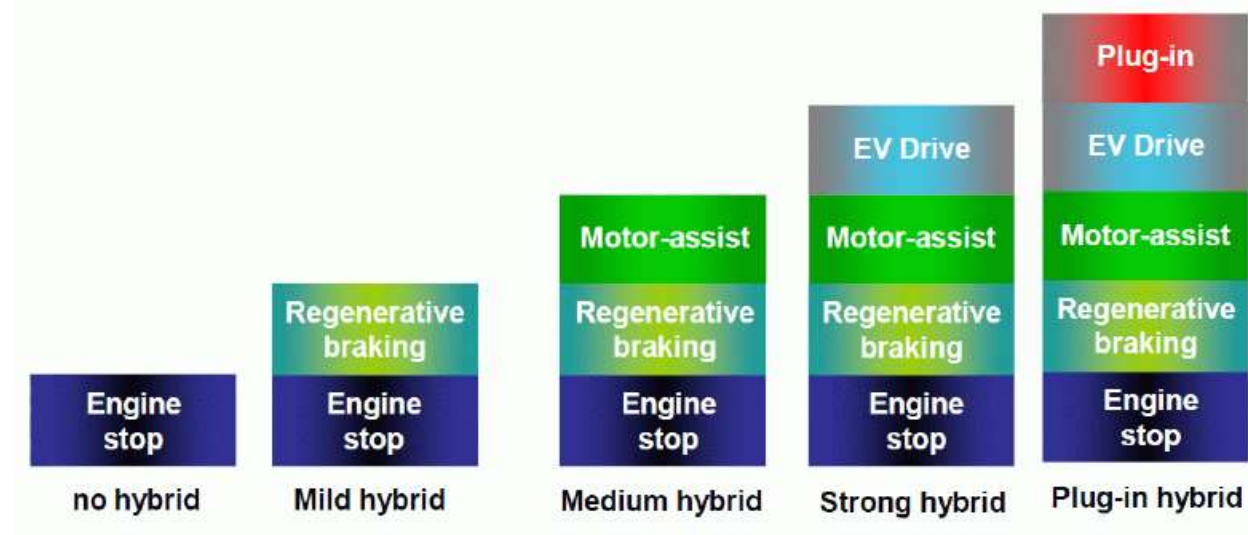 Plug-in
EV Drive
EV Drive
Motor-assist
Motor-assist
Motor-assist
Regenerative
braking
Regenerative
braking
Regenerative
braking
Regenerative
braking
Engine
stop
Engine
stop
Engine
stop
Engine
stop
Engine
stop
no hybrid
Mild hybrid
Medium hybrid
Strong hybrid
Plug-in hybrid